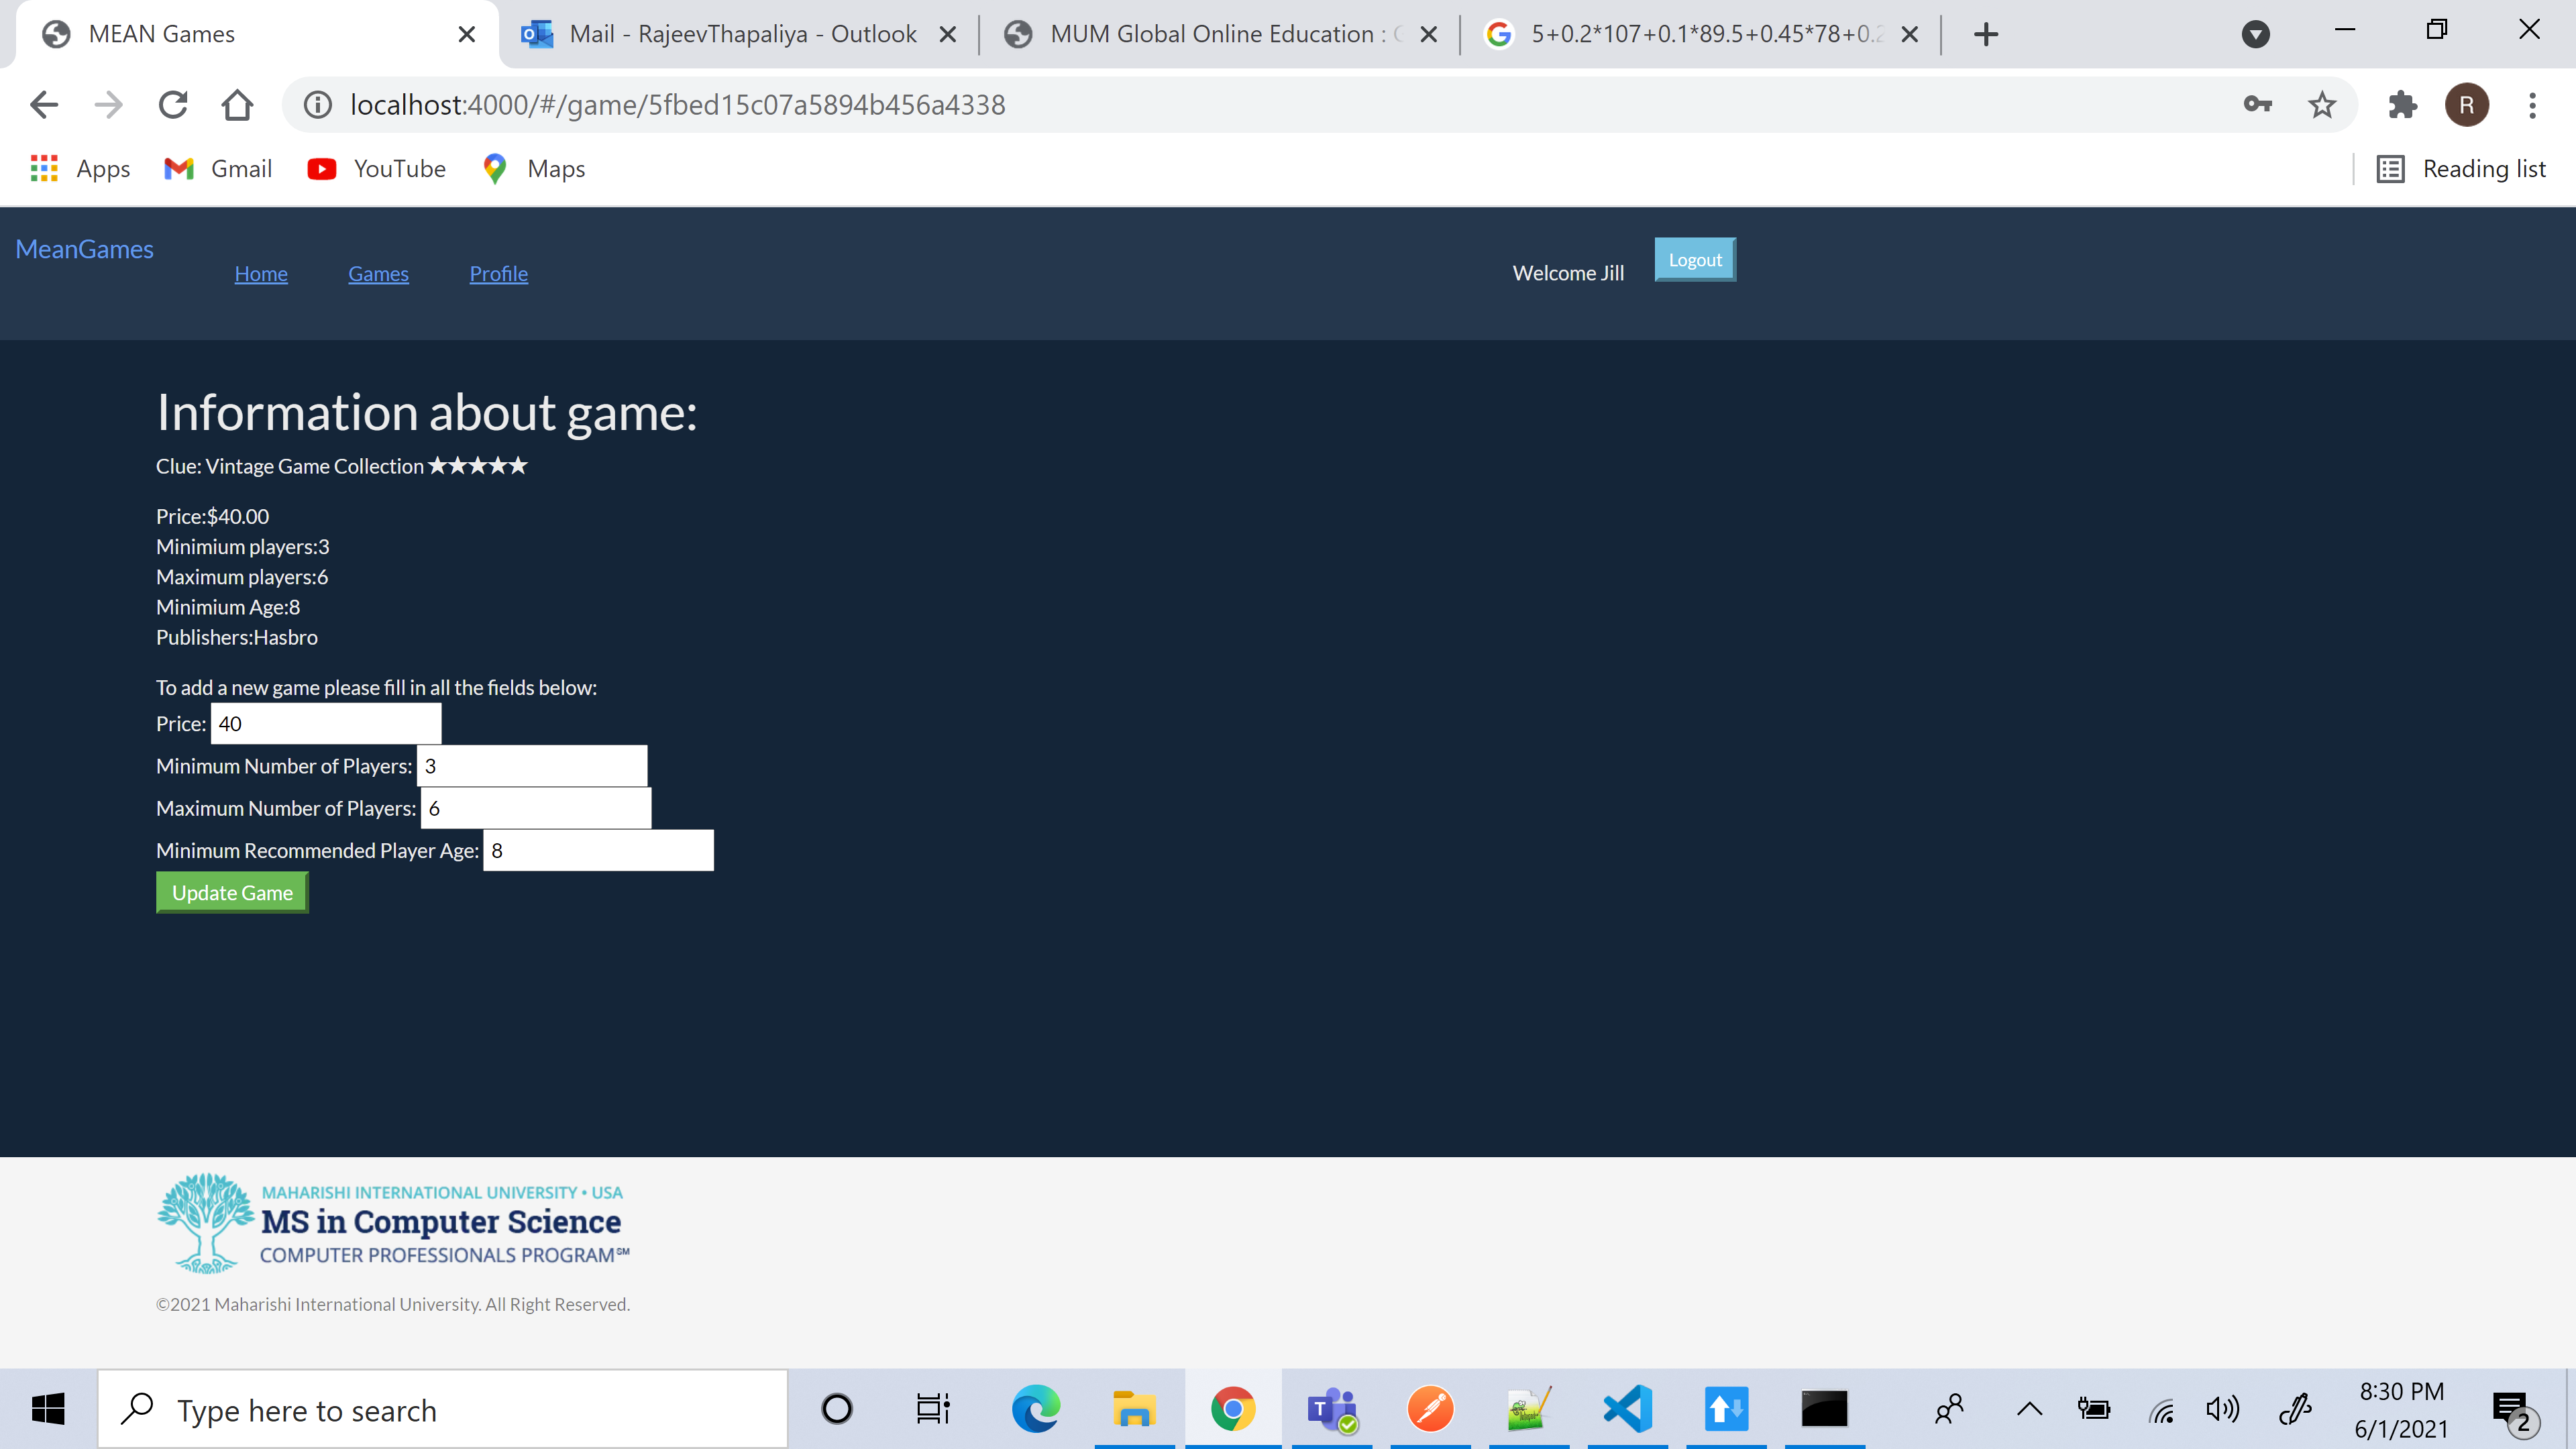 MEAN Games
Mail - RajeevThapaliya - Outlook
MUM Global Online Education :
5+0.2*107+0.1*89.5+0.45*78+0.2
localhost:4000/#/game/5fbed15c07a5894b456a4338
R
Apps
Gmail
YouTube
Maps
Reading list
MeanGames
Home
Games
Profile
Welcome Jill
Logout
Information about game:
Clue: Vintage Game Collection ★★★★★
Price:$40.00
Minimium players:3
Maximum players:6
Minimium Age:8
Publishers:Hasbro
To add a new game please fill in all the fields below:
Price: 40
Minimum Number of Players: 3
Maximum Number of Players: 6
Minimum Recommended Player Age: 8
Update Game
MAHARISHI INTERNATIONAL UNIVERSITY • USA
MS in Computer Science
COMPUTER PROFESSIONALS PROGRAM℠
©2021 Maharishi International University. All Right Reserved.
Type here to search
8:30 PM
6/1/2021
2